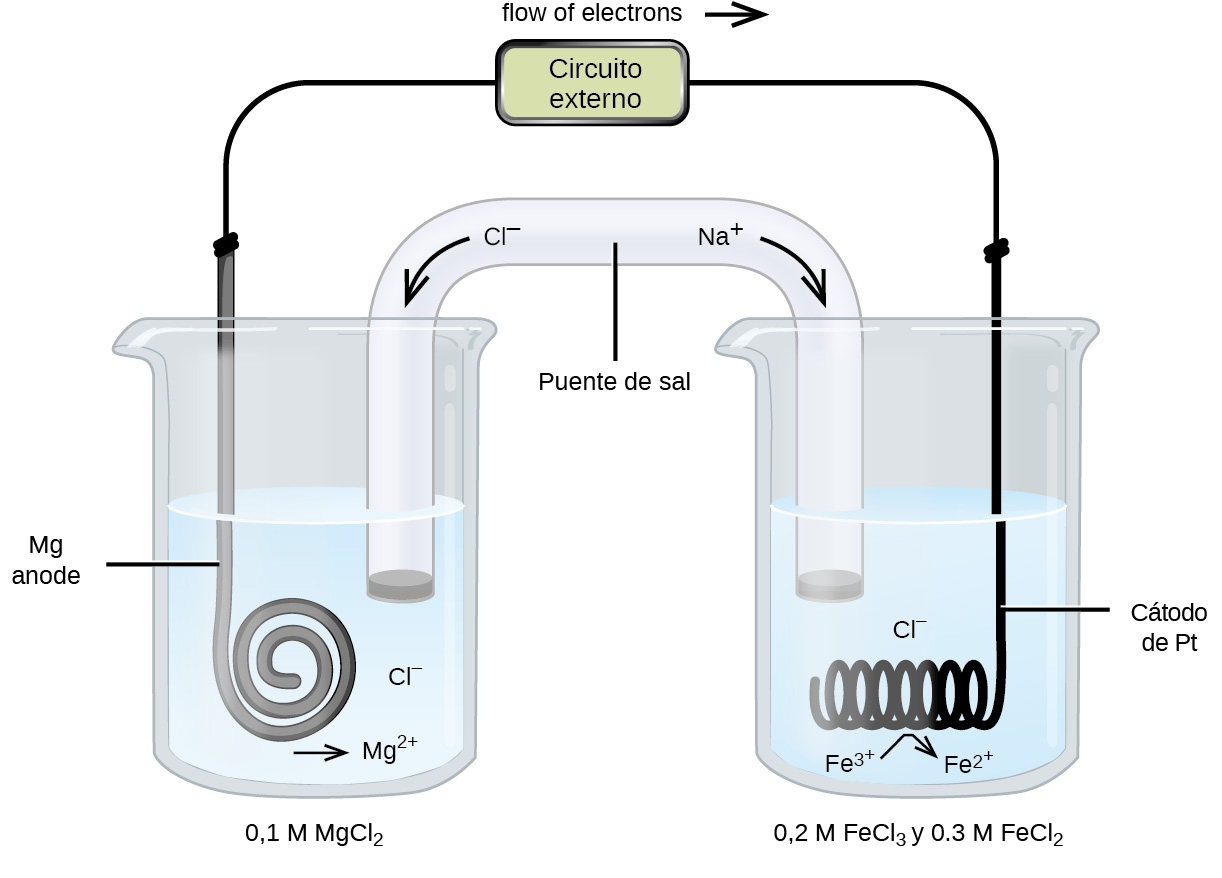 flow of electrons
Circuito
externo
Cl⁻
Na⁺
Puente de sal
Mg
anode
Cátodo
de Pt
Cl⁻
Cl⁻
Mg²⁺
Fe³⁺
Fe²⁺
0,1 M MgCl₂
0,2 M FeCl₃ y 0.3 M FeCl₂